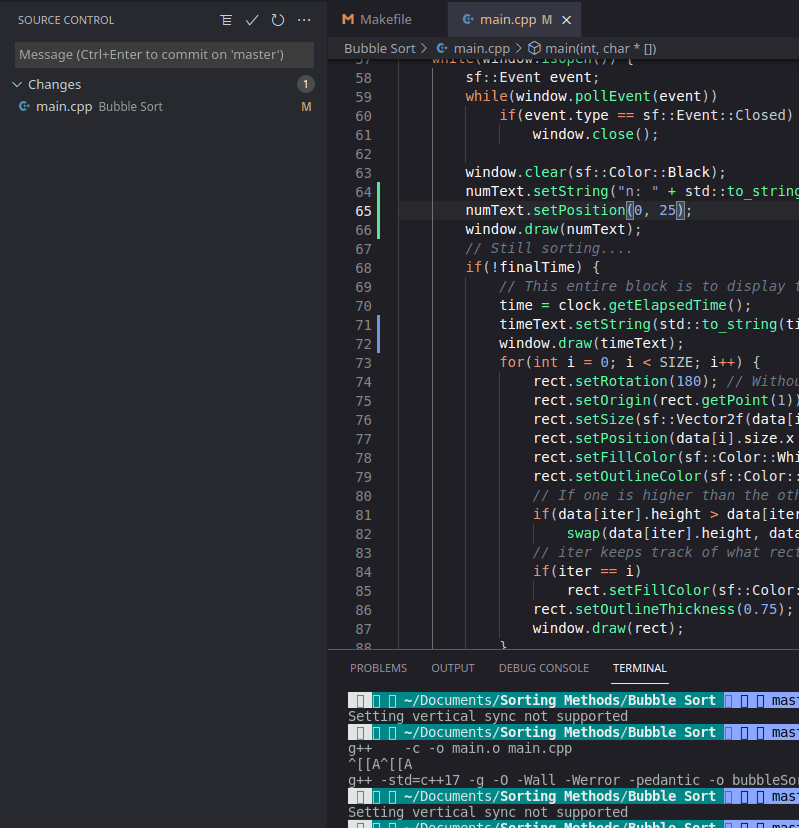 SOURCE CONTROL
Message (Ctrl+Enter to commit on 'master')
Changes 1
main.cpp Bubble Sort M
Makefile
main.cpp M
Bubble Sort > main.cpp > main(int, char * [])
57 while(window.isOpen()) {
58 sf::Event event;
59 while(window.pollEvent(event))
60 if(event.type == sf::Event::Closed)
61 window.close();
62
63 window.clear(sf::Color::Black);
64 numText.setString("n: " + std::to_string
65 numText.setPosition(0, 25);
66 window.draw(numText);
67 // Still sorting....
68 if(!finalTime) {
69 // This entire block is to display
70 time = clock.getElapsedTime();
71 timeText.setString(std::to_string(ti
72 window.draw(timeText);
73 for(int i = 0; i < SIZE; i++) {
74 rect.setRotation(180); // Withou
75 rect.setOrigin(rect.getPoint(1))
76 rect.setSize(sf::Vector2f(data[i
77 rect.setPosition(data[i].size.x
78 rect.setFillColor(sf::Color::Whi
79 rect.setOutlineColor(sf::Color:
80 // If one is higher than the oth
81 if(data[iter].height > data[iter
82 swap(data[iter].height, data
83 // iter keeps track of what rect
84 if(iter == i)
85 rect.setFillColor(sf::Color:
86 rect.setOutlineThickness(0.75);
87 window.draw(rect);
88 }
PROBLEMS OUTPUT DEBUG CONSOLE TERMINAL
~/Documents/Sorting Methods/Bubble Sort mast
Setting vertical sync not supported
~/Documents/Sorting Methods/Bubble Sort mast
g++ -c -o main.o main.cpp
^[[A^[[A
g++ -std=c++17 -g -O -Wall -Werror -pedantic -o bubbleSor
~/Documents/Sorting Methods/Bubble Sort mast
Setting vertical sync not supported
~/Documents/Sorting Methods/Bubble Sort